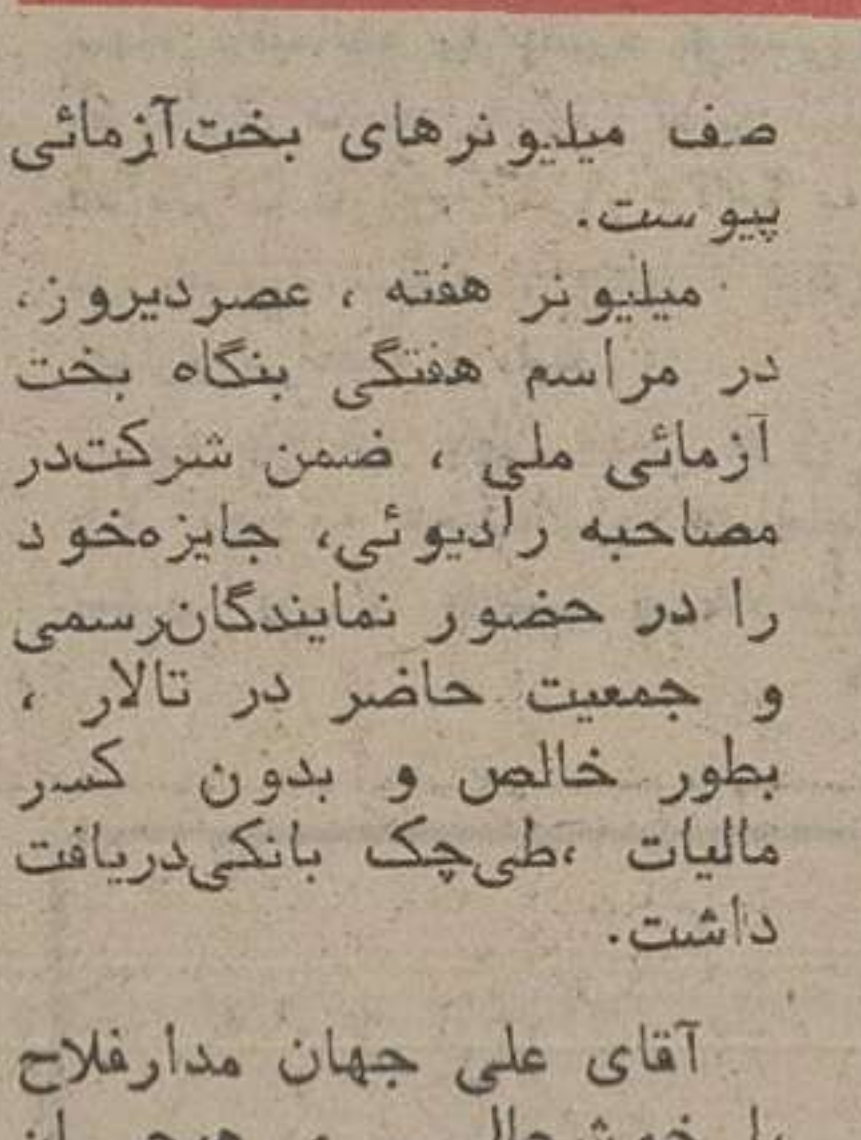 صف میلیونرهای بخت‌آزمائی
پیوست.
میلیونر هفته ، عصردیروز،
در مراسم هفتگی بنگاه بخت
آزمائی ملی ، ضمن شرکت‌در
مصاحبه رادیوئی، جایزه‌خود
را در حضور نمایندگان‌رسمی
و جمعیت حاضر در تالار ،
بطور خالص و بدون کسر
مالیات ،طی‌چک بانکی‌دریافت
داشت.
آقای علی جهان مدارفلاح